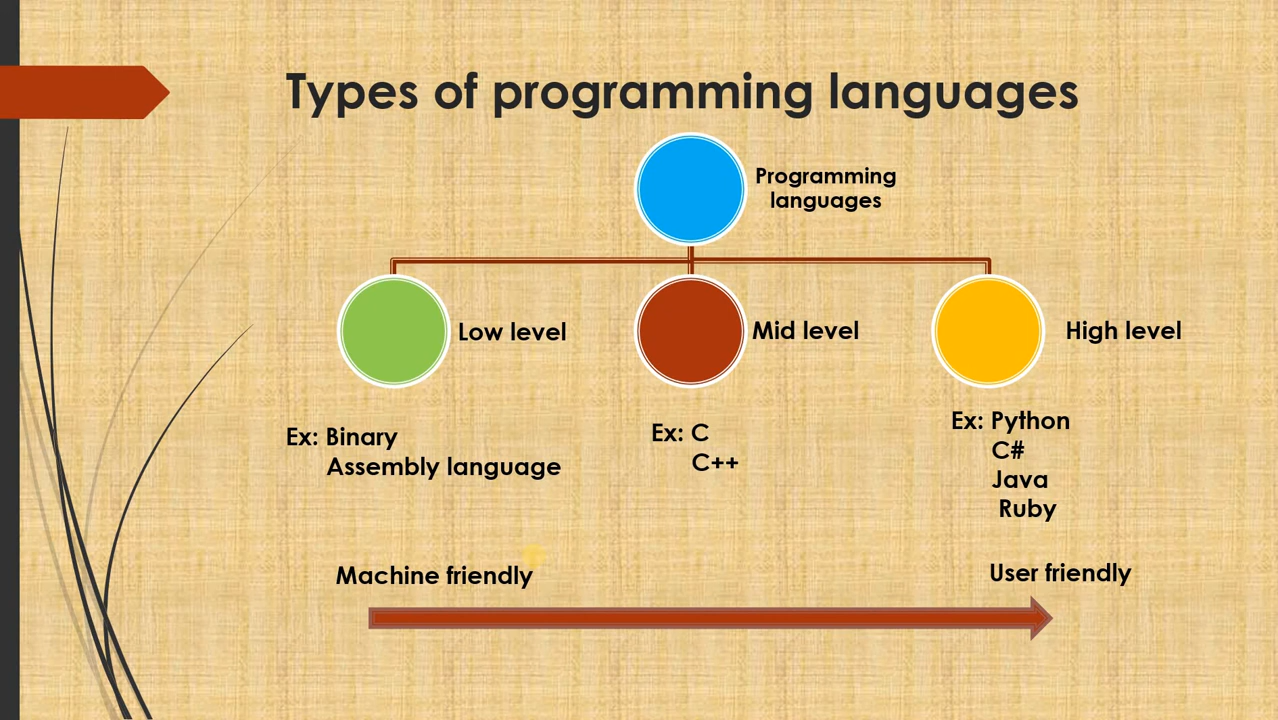 Types of programming languages
Programming
languages
Low level
Mid level
High level
Ex: Binary
Assembly language
Ex: C
C++
Ex: Python
C#
Java
Ruby
Machine friendly
User friendly